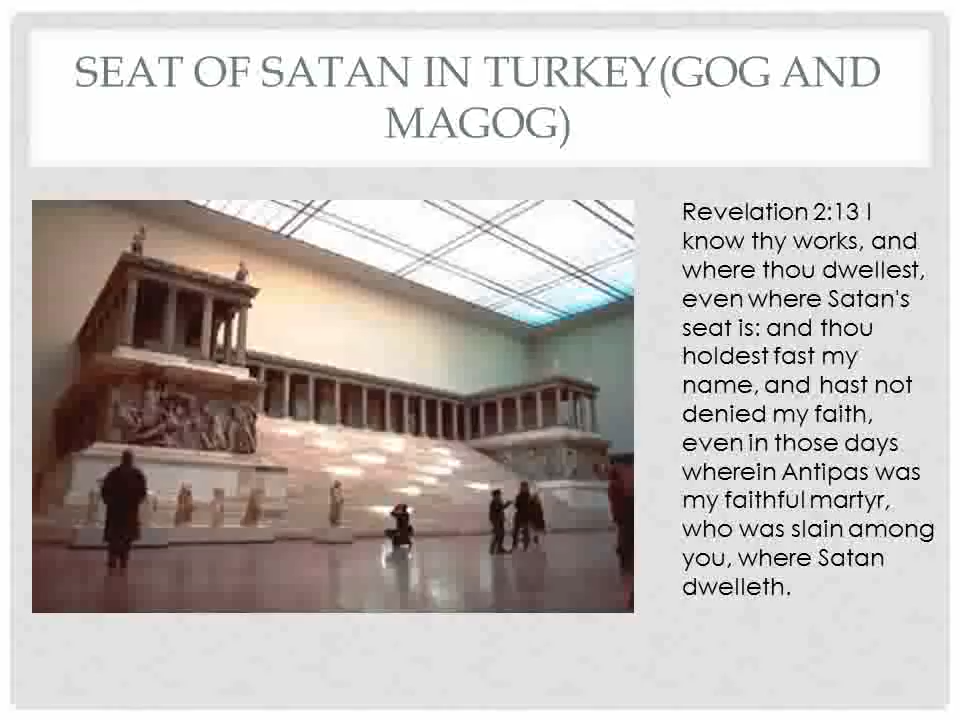 SEAT OF SATAN IN TURKEY(GOG AND
MAGOG)
Revelation 2:13 I
know thy works, and
where thou dwellest,
even where Satan's
seat is: and thou
holdest fast my
name, and hast not
denied my faith,
even in those days
wherein Antipas was
my faithful martyr,
who was slain among
you, where Satan
dwelleth.